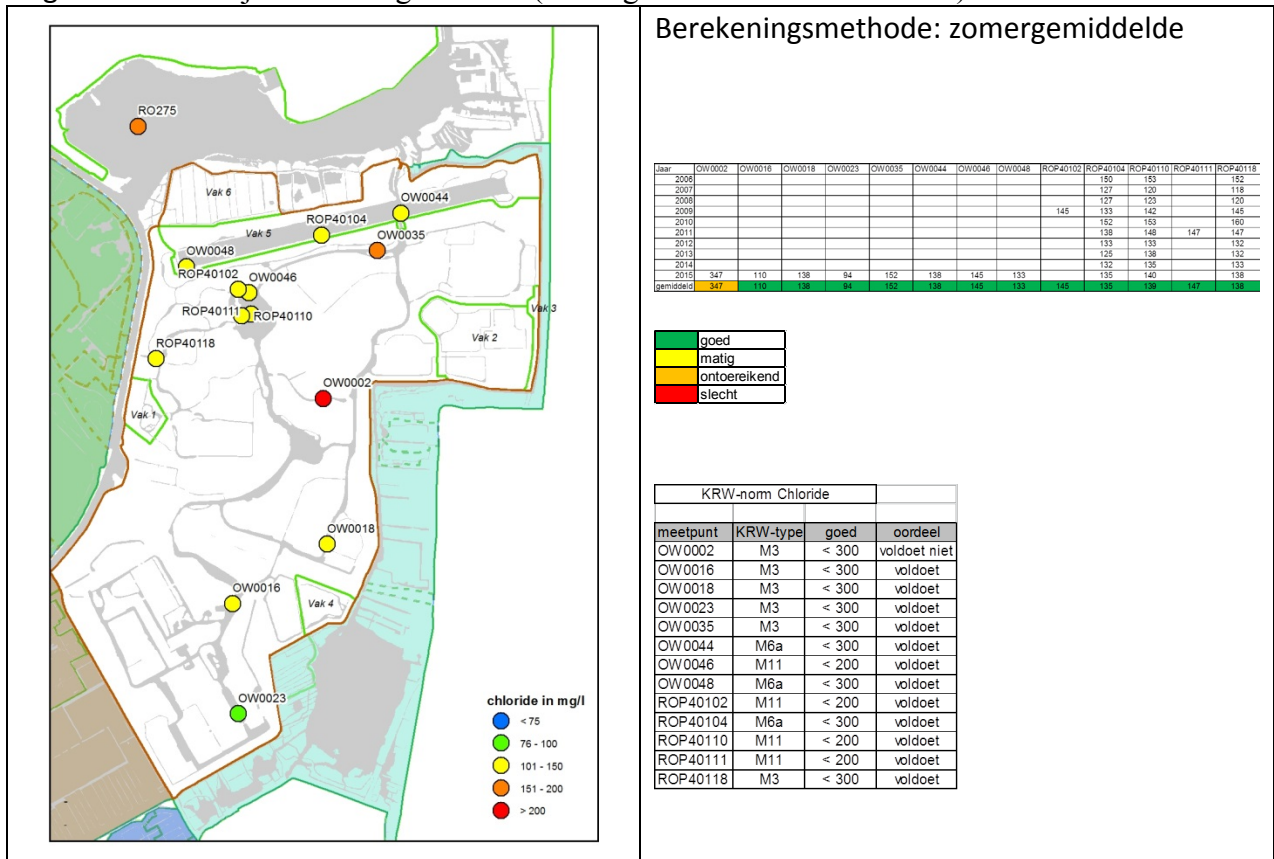 Berekeningsmethode: zomergemiddelde
RO275
Vak 6
OW0044
ROP40104
Vak 5
OW0035
OW0048
ROP40102
OW0046
Vak 3
ROP40111
ROP40110
Vak 2
ROP40118
OW0002
Vak 1
OW0018
OW0016
Vak 4
OW0023
chloride in mg/l
< 75
76 - 100
101 - 150
151 - 200
> 200
Jaar OW0002 OW0016 OW0018 OW0023 OW0035 OW0044 OW0046 OW0048 ROP40102 ROP40104 ROP40110 ROP40111 ROP40118
2006 150 153 152
2007 127 120 118
2008 127 123 120
2009 145 133 142 145
2010 152 153 160
2011 138 148 147 147
2012 133 133 132
2013 125 138 132
2014 132 135 133
2015 347 110 138 94 152 138 145 133 135 140 138
gemiddeld 347 110 138 94 152 138 145 133 145 135 139 147 138
goed
matig
ontoereikend
slecht
KRW-norm Chloride
meetpunt KRW-type goed oordeel
OW0002 M3 < 300 voldoet niet
OW0016 M3 < 300 voldoet
OW0018 M3 < 300 voldoet
OW0023 M3 < 300 voldoet
OW0035 M3 < 300 voldoet
OW0044 M6a < 300 voldoet
OW0046 M11 < 200 voldoet
OW0048 M6a < 300 voldoet
ROP40102 M11 < 200 voldoet
ROP40104 M6a < 300 voldoet
ROP40110 M11 < 200 voldoet
ROP40111 M11 < 200 voldoet
ROP40118 M3 < 300 voldoet